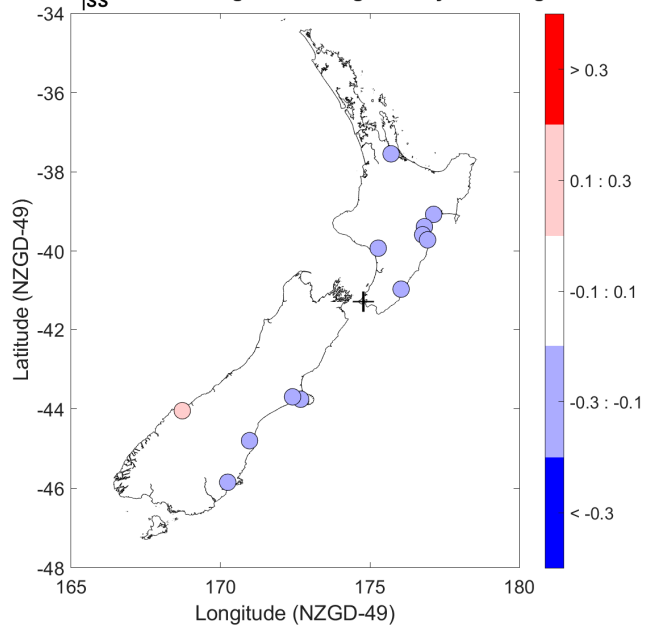 |SS
-34
-36
-38
-40
-42
-44
-46
-48
165
170
175
180
Latitude (NZGD-49)
Longitude (NZGD-49)
> 0.3
0.1 : 0.3
-0.1 : 0.1
-0.3 : -0.1
< -0.3